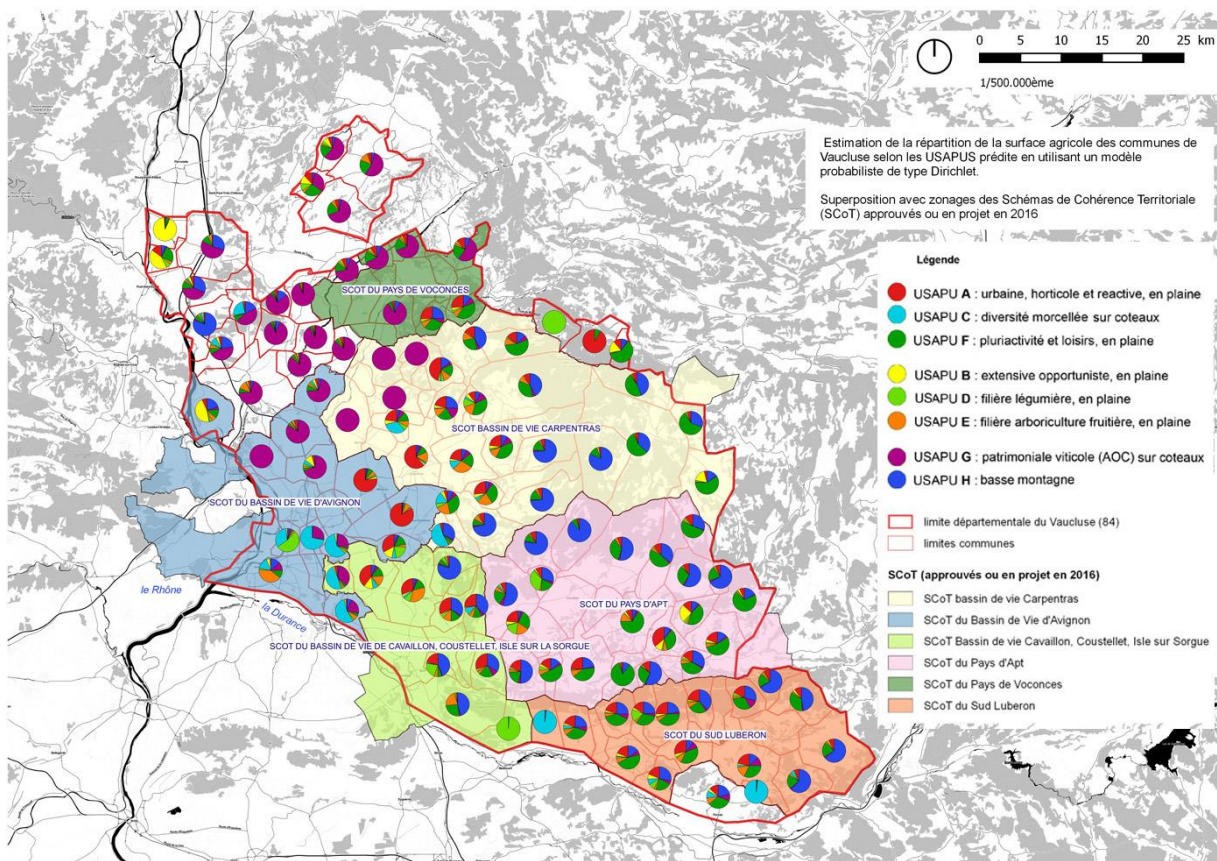 km
0 5 10 15 20 25
1/500.000ème
Estimation de la répartition de la surface agricole des communes de
Vaucluse selon les USAPUS prédite en utilisant un modèle
probabiliste de type Dirichlet.
Superposition avec zonages des Schémas de Cohérence Territoriale
(SCoT) approuvés ou en projet en 2016
Légende
USAPU A : urbaine, horticole et reactive, en plaine
USAPU C : diversité morcellée sur coteaux
USAPU F : pluriactivité et loisirs, en plaine
USAPU B : extensive opportuniste, en plaine
USAPU D : filière légumière, en plaine
USAPU E : filière arboriculture fruitière, en plaine
USAPU G : patrimoniale viticole (AOC) sur coteaux
USAPU H : basse montagne
limite départementale du Vaucluse (84)
limites communes
SCoT (approuvés ou en projet en 2016)
SCoT bassin de vie Carpentras
SCoT du Bassin de Vie d'Avignon
SCoT Bassin de vie Cavaillon, Coustellet, Isle sur Sorgue
SCoT du Pays d'Apt
SCoT du Pays de Voconces
SCoT du Sud Luberon
SCOT DU PAYS DE VOCONCES
SCOT BASSIN DE VIE CARPENTRAS
SCOT DU BASSIN DE VIE D'AVIGNON
le Rhône
la Durance
SCOT DU PAYS D'APT
SCOT DU BASSIN DE VIE DE CAVAILLON, COUSTELLET, ISLE SUR LA SORGUE
SCOT DU SUD LUBERON